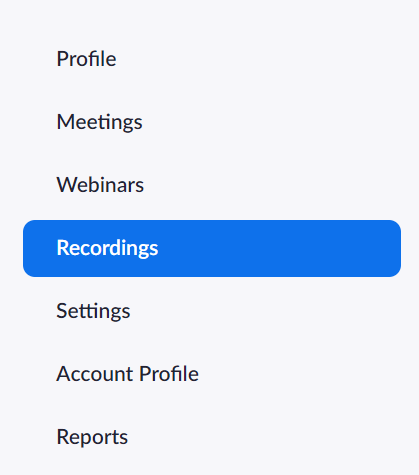 Profile
Meetings
Webinars
Recordings
Settings
Account Profile
Reports